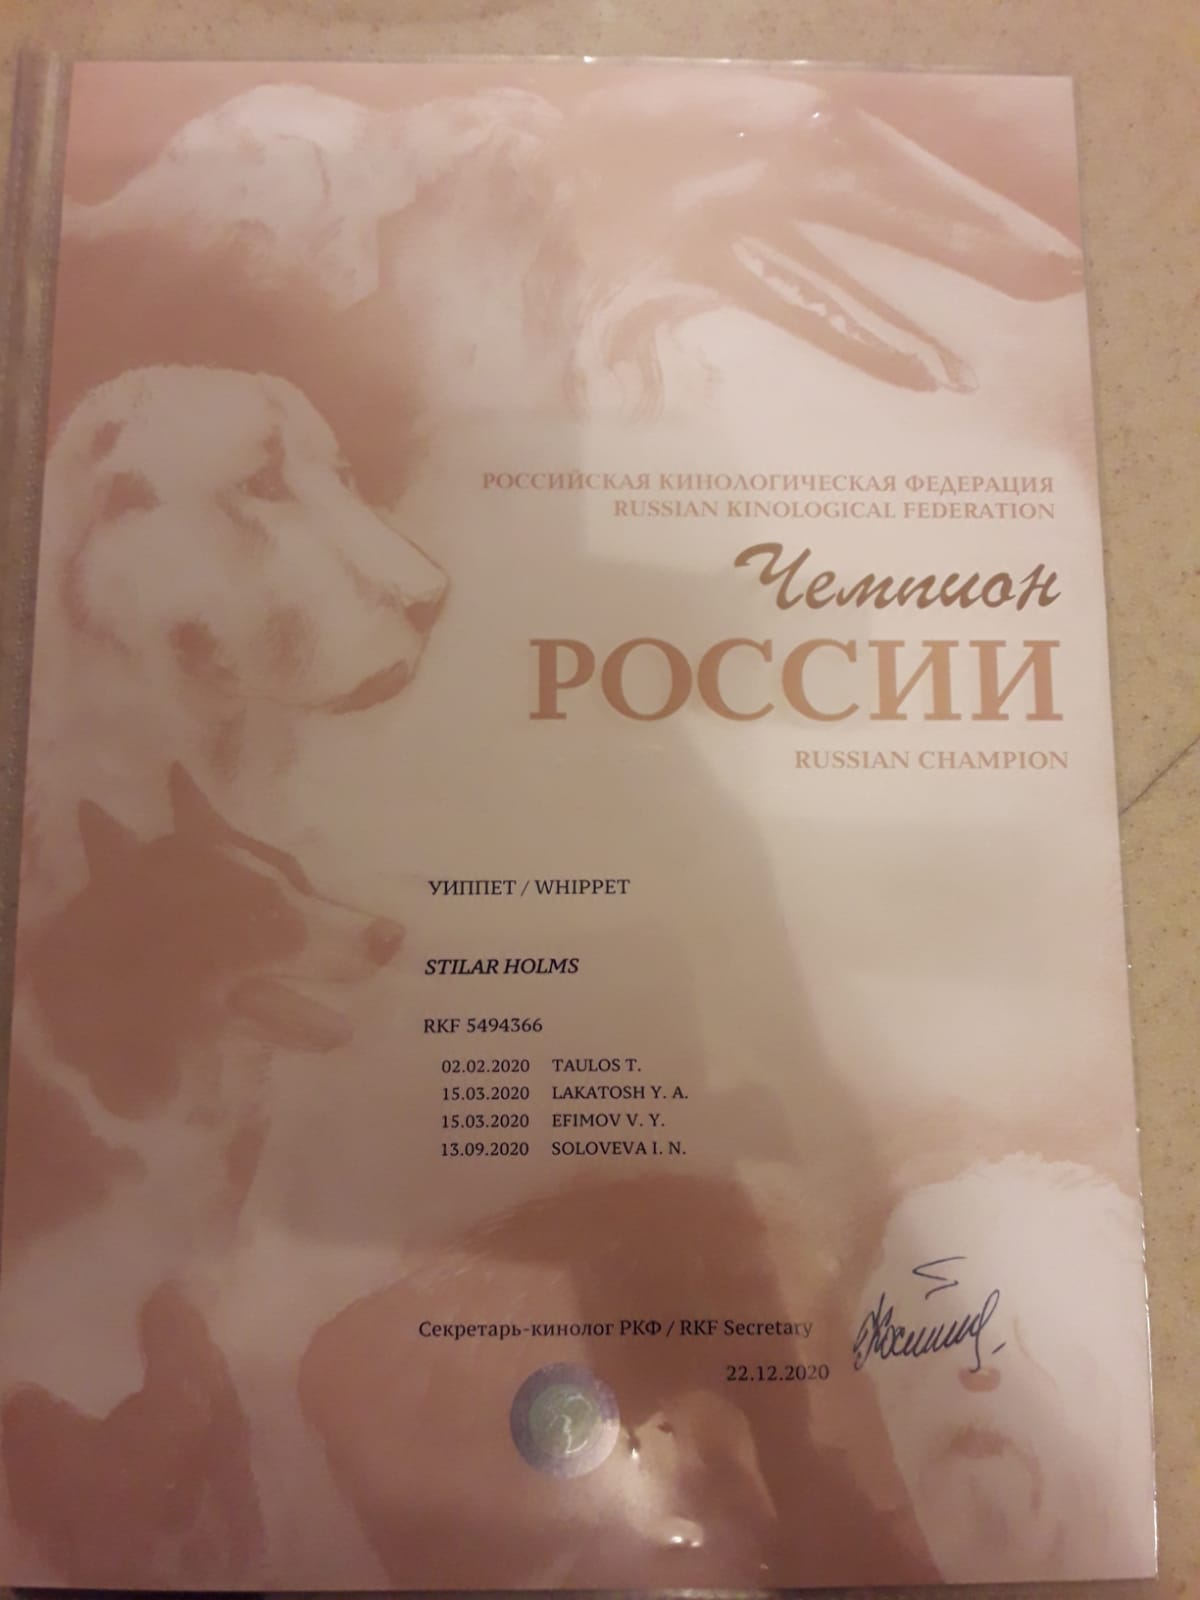 РОССИЙСКАЯ КИНОЛОГИЧЕСКАЯ ФЕДЕРАЦИЯ
RUSSIAN KINOLOGICAL FEDERATION
Чемпион
РОССИИ
RUSSIAN CHAMPION
УИППЕТ / WHIPPET
STILAR HOLMS
RKF 5494366
02.02.2020 TAULOS T.
15.03.2020 LAKATOSH Y. A.
15.03.2020 EFIMOV V. Y.
13.09.2020 SOLOVEVA I. N.
Секретарь-кинолог РКФ / RKF Secretary
22.12.2020